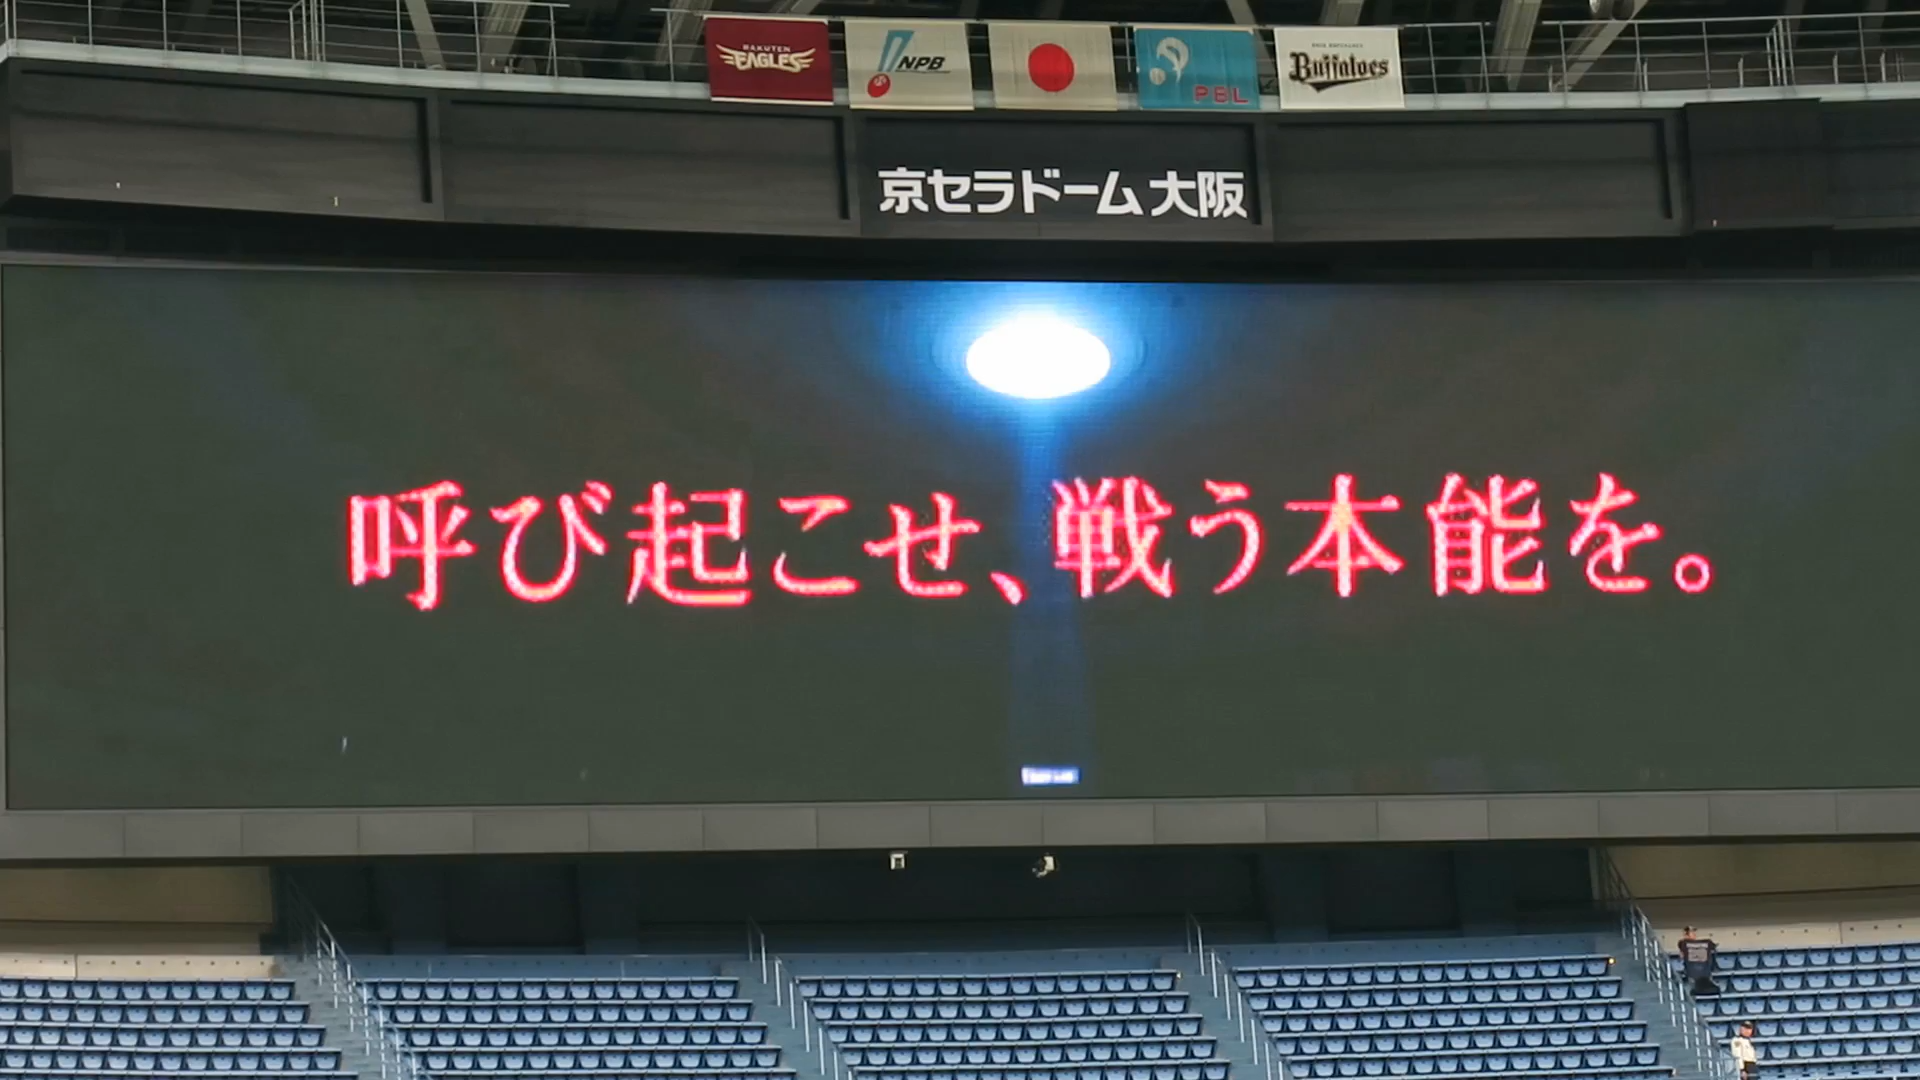 RAKUTEN
EAGLES
NPB
PBL
Buffaloes
京セラドーム大阪
呼び起こせ、戦う本能を。